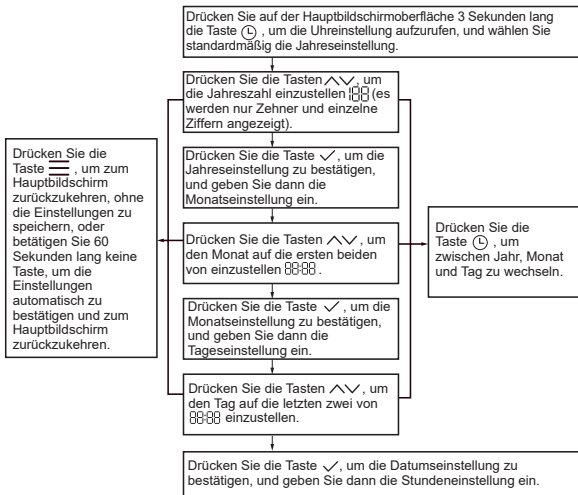 Drücken Sie auf der Hauptbildschirmoberfläche 3 Sekunden lang
die Taste , um die Uhreinstellung aufzurufen, und wählen Sie
standardmäßig die Jahreseinstellung.
Drücken Sie die Tasten , um
die Jahreszahl einzustellen 188 (es
werden nur Zehner und einzelne
Ziffern angezeigt).
Drücken Sie die Taste ✓, um die
Jahreseinstellung zu bestätigen,
und geben Sie dann die
Monatseinstellung ein.
Drücken Sie die Tasten , um
den Monat auf die ersten beiden
von einzustellen 88:88 .
Drücken Sie die Taste ✓, um die
Monatseinstellung zu bestätigen,
und geben Sie dann die
Tageseinstellung ein.
Drücken Sie die Tasten , um
den Tag auf die letzten zwei von
88:88 einzustellen.
Drücken Sie die Taste ✓, um die Datumseinstellung zu
bestätigen, und geben Sie dann die Stundeneinstellung ein.
Drücken Sie die
Taste , um zum
Hauptbildschirm
zurückzukehren, ohne
die Einstellungen zu
speichern, oder
betätigen Sie 60
Sekunden lang keine
Taste, um die
Einstellungen
automatisch zu
bestätigen und zum
Hauptbildschirm
zurückzukehren.
Drücken Sie die
Taste , um
zwischen Jahr, Monat
und Tag zu wechseln.